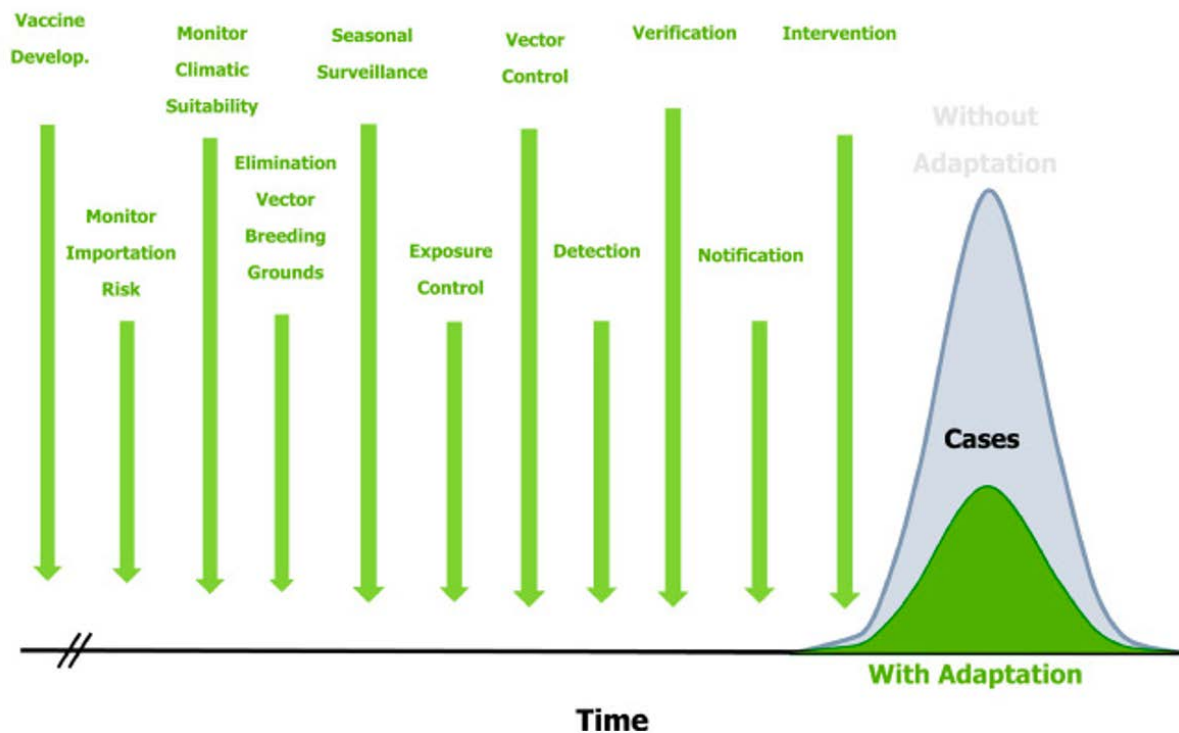 Vaccine
Develop.
Monitor
Importation
Risk
Monitor
Climatic
Suitability
Elimination
Vector
Breeding
Grounds
Seasonal
Surveillance
Exposure
Control
Vector
Control
Detection
Verification
Notification
Intervention
Without
Adaptation
Cases
With Adaptation
Time